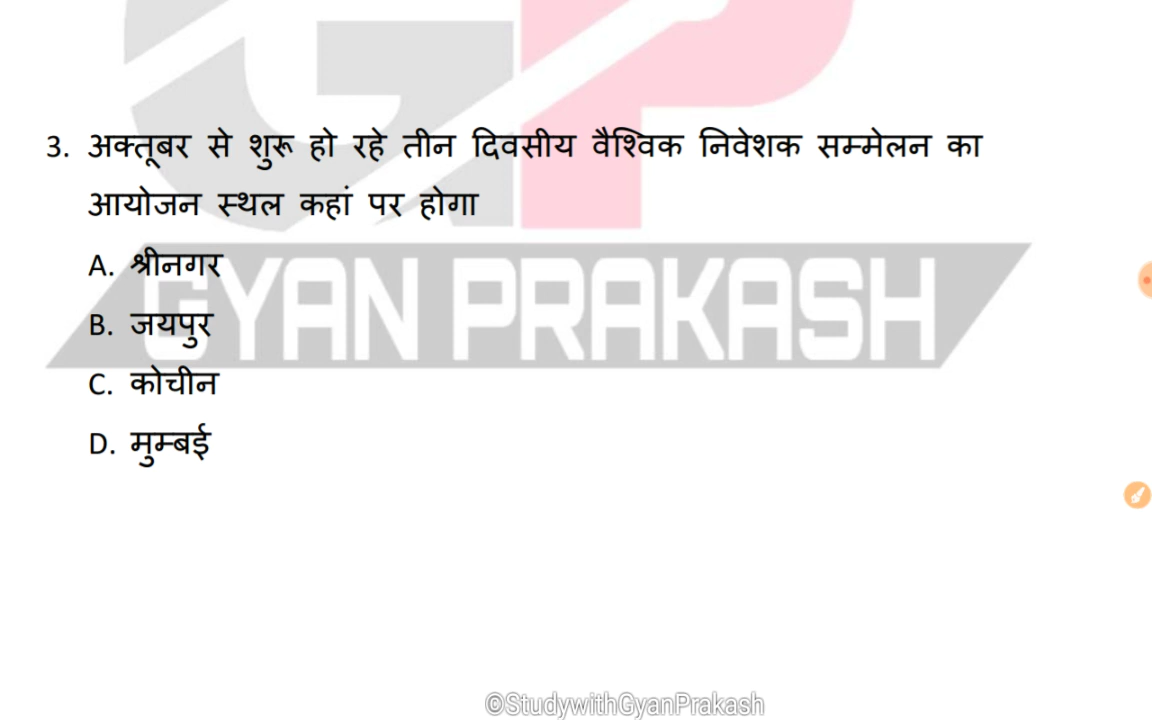 3. अक्तूबर से शुरू हो रहे तीन दिवसीय वैश्विक निवेशक सम्मेलन का
आयोजन स्थल कहां पर होगा
A. श्रीनगर
B. जयपुर
C. कोचीन
D. मुम्बई
GYAN PRAKASH
©StudywithGyanPrakash